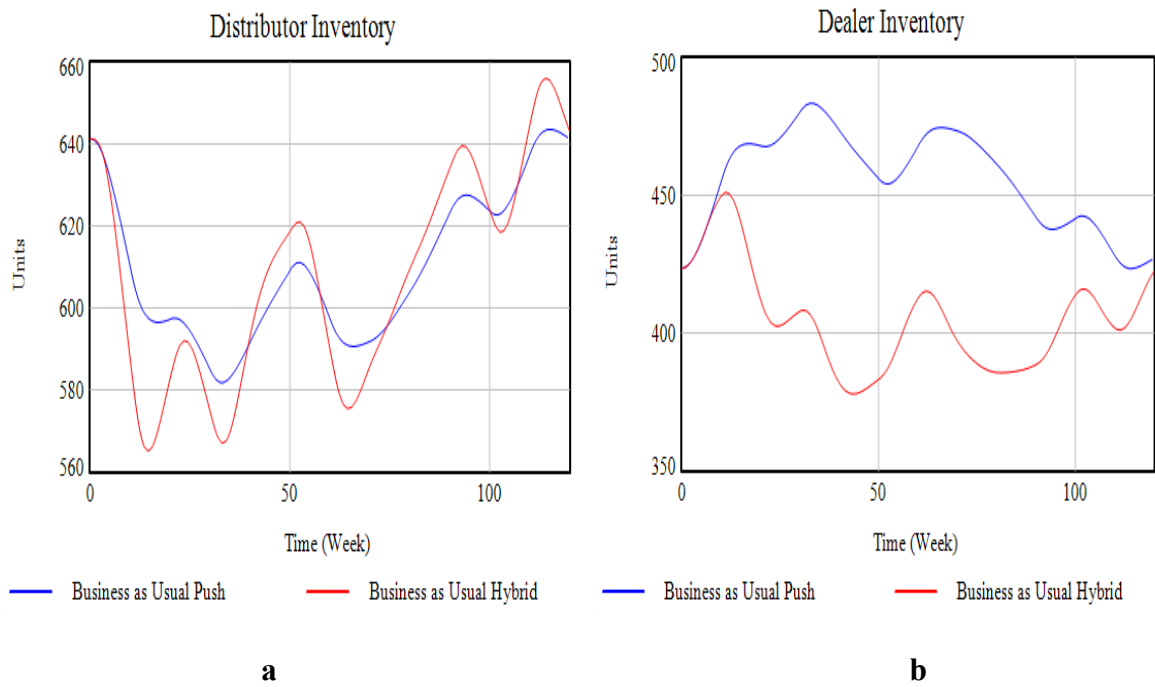 Distributor Inventory
660
640
620
600
580
560
Units
0
50
100
Time (Week)
Business as Usual Push
Business as Usual Hybrid
a
Dealer Inventory
500
450
400
350
Units
0
50
100
Time (Week)
Business as Usual Push
Business as Usual Hybrid
b